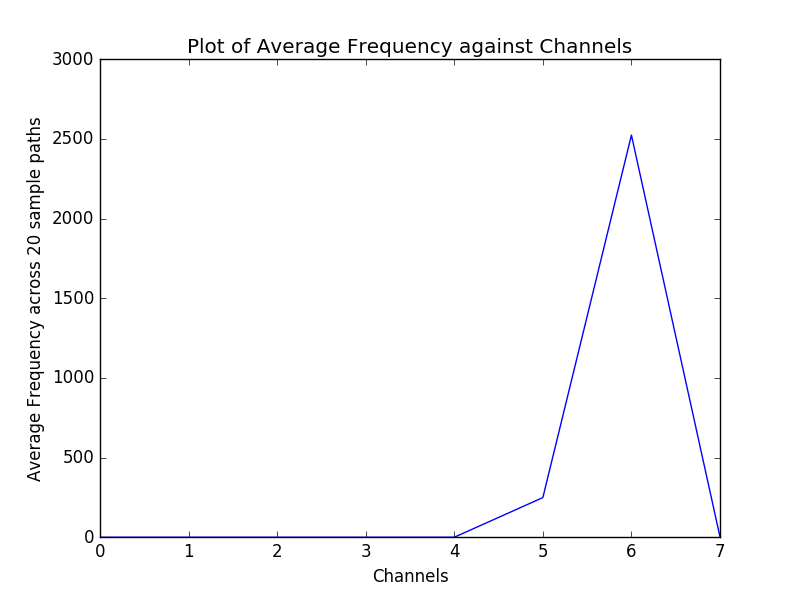 Plot of Average Frequency against Channels
3000
2500
2000
1500
1000
500
0
Average Frequency across 20 sample paths
0 1 2 3 4 5 6 7
Channels